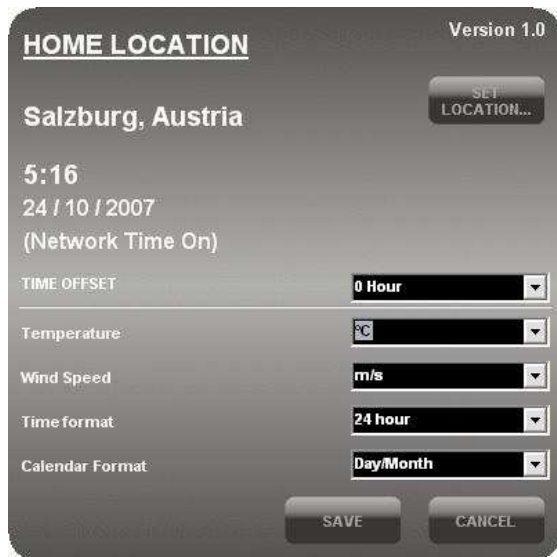 HOME LOCATION
Version 1.0
SET
LOCATION...
Salzburg, Austria
5:16
24 / 10 / 2007
(Network Time On)
TIME OFFSET
0 Hour
Temperature
ºC
Wind Speed
m/s
Time format
24 hour
Calendar Format
Day/Month
SAVE
CANCEL